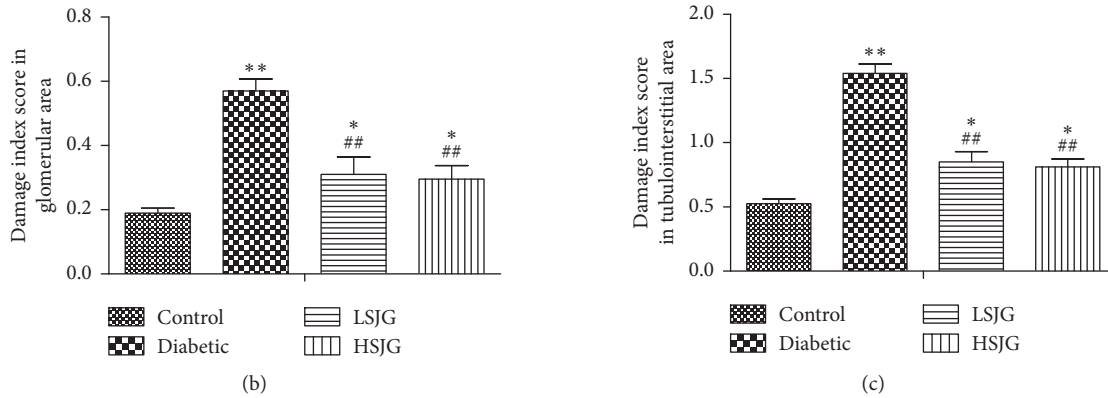 Damage index score in
glomerular area
0.8
0.6
0.4
0.2
0.0
**
*
##
*
##
Control
Diabetic
LSJG
HSJG
(b)
Damage index score
in tubulointerstitial area
2.0
1.5
1.0
0.5
0.0
**
*
##
*
##
Control
Diabetic
LSJG
HSJG
(c)